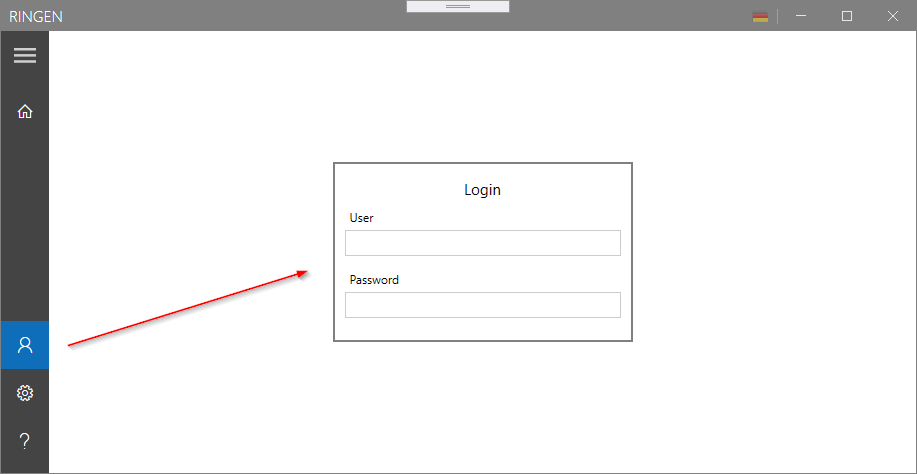 RINGEN
Login
User
Password
?